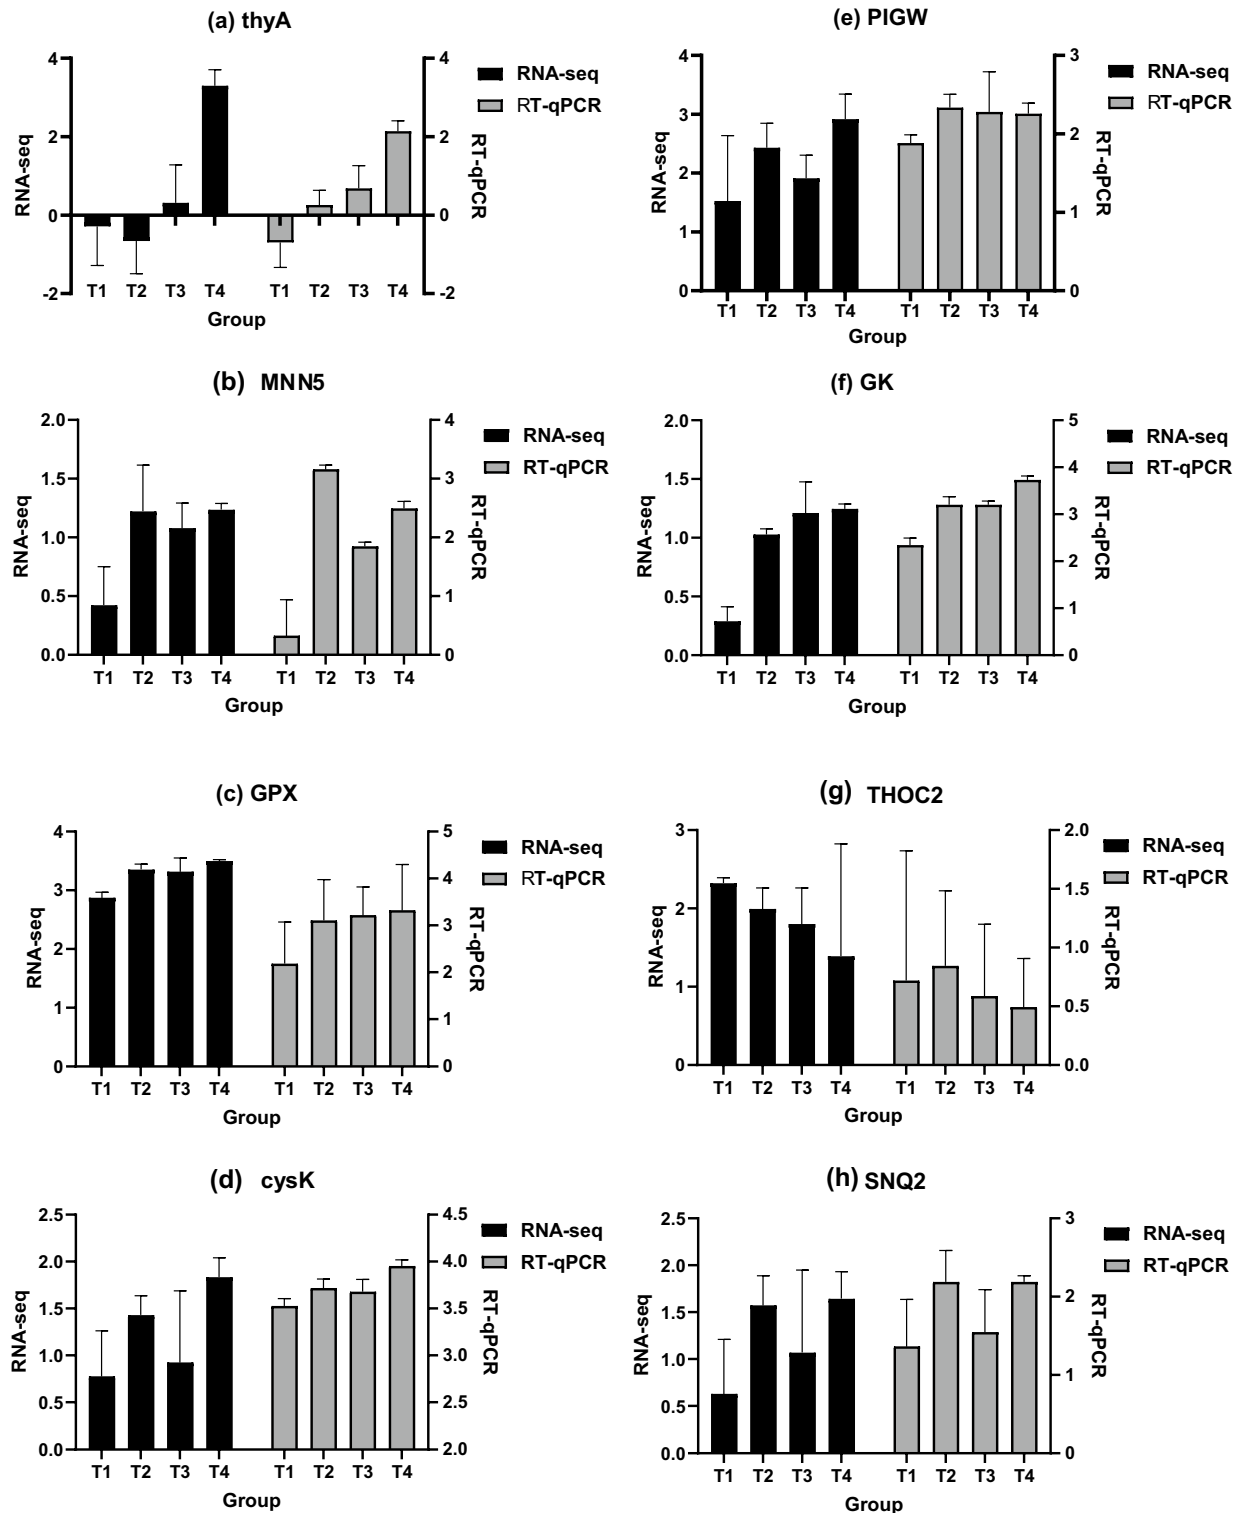 (a) thyA
4
2
0
-2
RNA-seq
T1 T2 T3 T4 T1 T2 T3 T4
Group
4
2
0
-2
RT-qPCR
RNA-seq
RT-qPCR
(e) PIGW
4
3
2
1
0
RNA-seq
T1 T2 T3 T4 T1 T2 T3 T4
Group
3
2
1
0
RT-qPCR
RNA-seq
RT-qPCR
(b) MNN5
2.0
1.5
1.0
0.5
0.0
RNA-seq
T1 T2 T3 T4 T1 T2 T3 T4
Group
4
3
2
1
0
RT-qPCR
RNA-seq
RT-qPCR
(f) GK
2.0
1.5
1.0
0.5
0.0
RNA-seq
T1 T2 T3 T4 T1 T2 T3 T4
Group
5
4
3
2
1
0
RT-qPCR
RNA-seq
RT-qPCR
(c) GPX
4
3
2
1
0
RNA-seq
T1 T2 T3 T4 T1 T2 T3 T4
Group
5
4
3
2
1
0
RT-qPCR
RNA-seq
RT-qPCR
(g) THOC2
3
2
1
0
RNA-seq
T1 T2 T3 T4 T1 T2 T3 T4
Group
2.0
1.5
1.0
0.5
0.0
RT-qPCR
RNA-seq
RT-qPCR
(d) cysK
2.5
2.0
1.5
1.0
0.5
0.0
RNA-seq
T1 T2 T3 T4 T1 T2 T3 T4
Group
4.5
4.0
3.5
3.0
2.5
2.0
RT-qPCR
RNA-seq
RT-qPCR
(h) SNQ2
2.5
2.0
1.5
1.0
0.5
0.0
RNA-seq
T1 T2 T3 T4 T1 T2 T3 T4
Group
3
2
1
0
RT-qPCR
RNA-seq
RT-qPCR